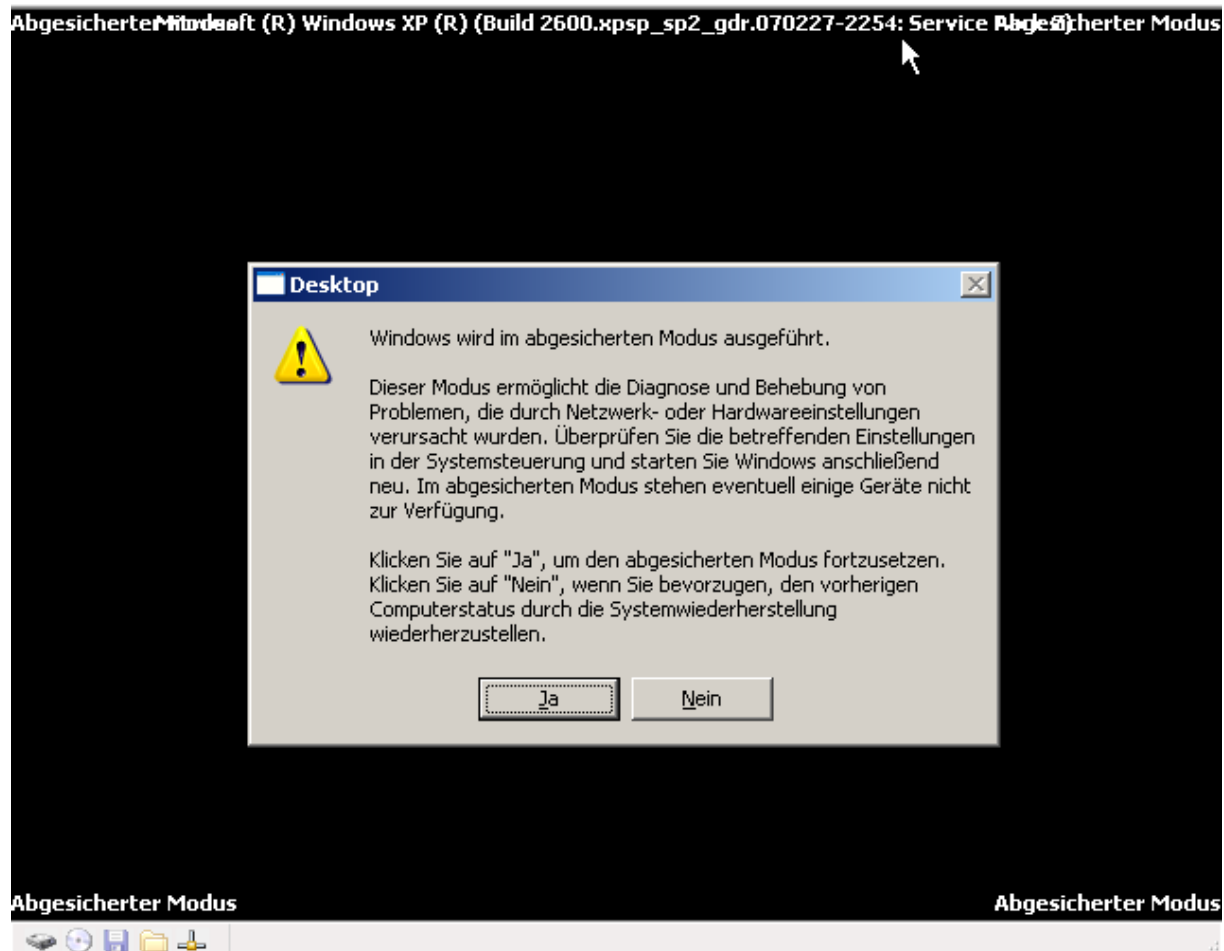 Abgesicherter Modus Microsoft (R) Windows XP (R) (Build 2600.xpsp_sp2_gdr.070227-2254: Service Pack 2) Abgesicherter Modus
Desktop
Windows wird im abgesicherten Modus ausgeführt.
Dieser Modus ermöglicht die Diagnose und Behebung von
Problemen, die durch Netzwerk- oder Hardwareeinstellungen
verursacht wurden. Überprüfen Sie die betreffenden Einstellungen
in der Systemsteuerung und starten Sie Windows anschließend
neu. Im abgesicherten Modus stehen eventuell einige Geräte nicht
zur Verfügung.
Klicken Sie auf "Ja", um den abgesicherten Modus fortzusetzen.
Klicken Sie auf "Nein", wenn Sie bevorzugen, den vorherigen
Computerstatus durch die Systemwiederherstellung
wiederherzustellen.
Ja Nein
Abgesicherter Modus Abgesicherter Modus